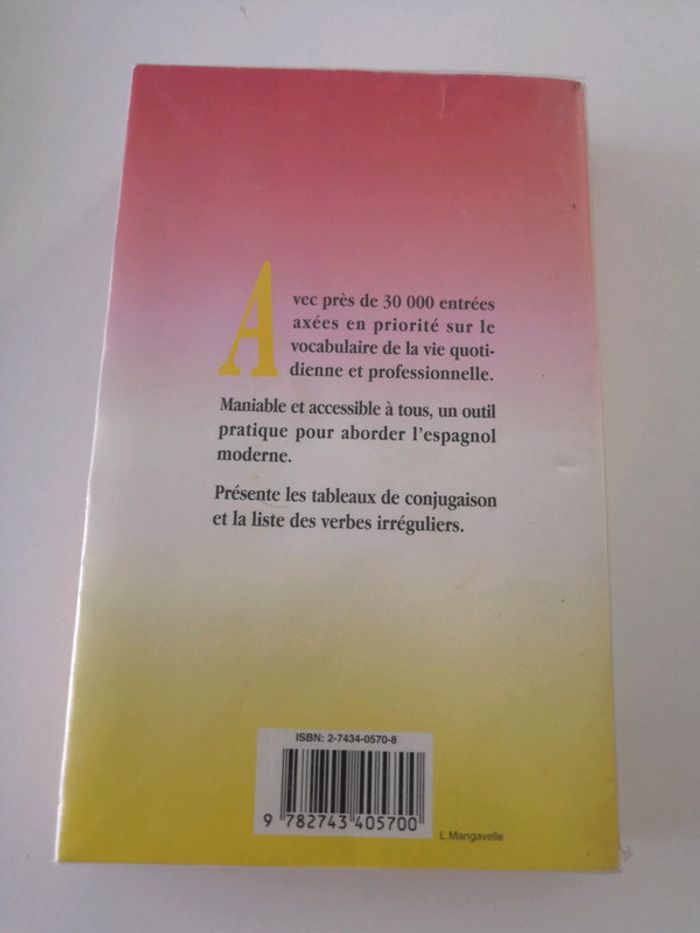 Avec près de 30 000 entrées
axées en priorité sur le
vocabulaire de la vie quoti-
dienne et professionnelle.
Maniable et accessible à tous, un outil
pratique pour aborder l'espagnol
moderne.
Présente les tableaux de conjugaison
et la liste des verbes irréguliers.
ISBN: 2-7434-0570-8
9 782743 405700
L.Mangavelle